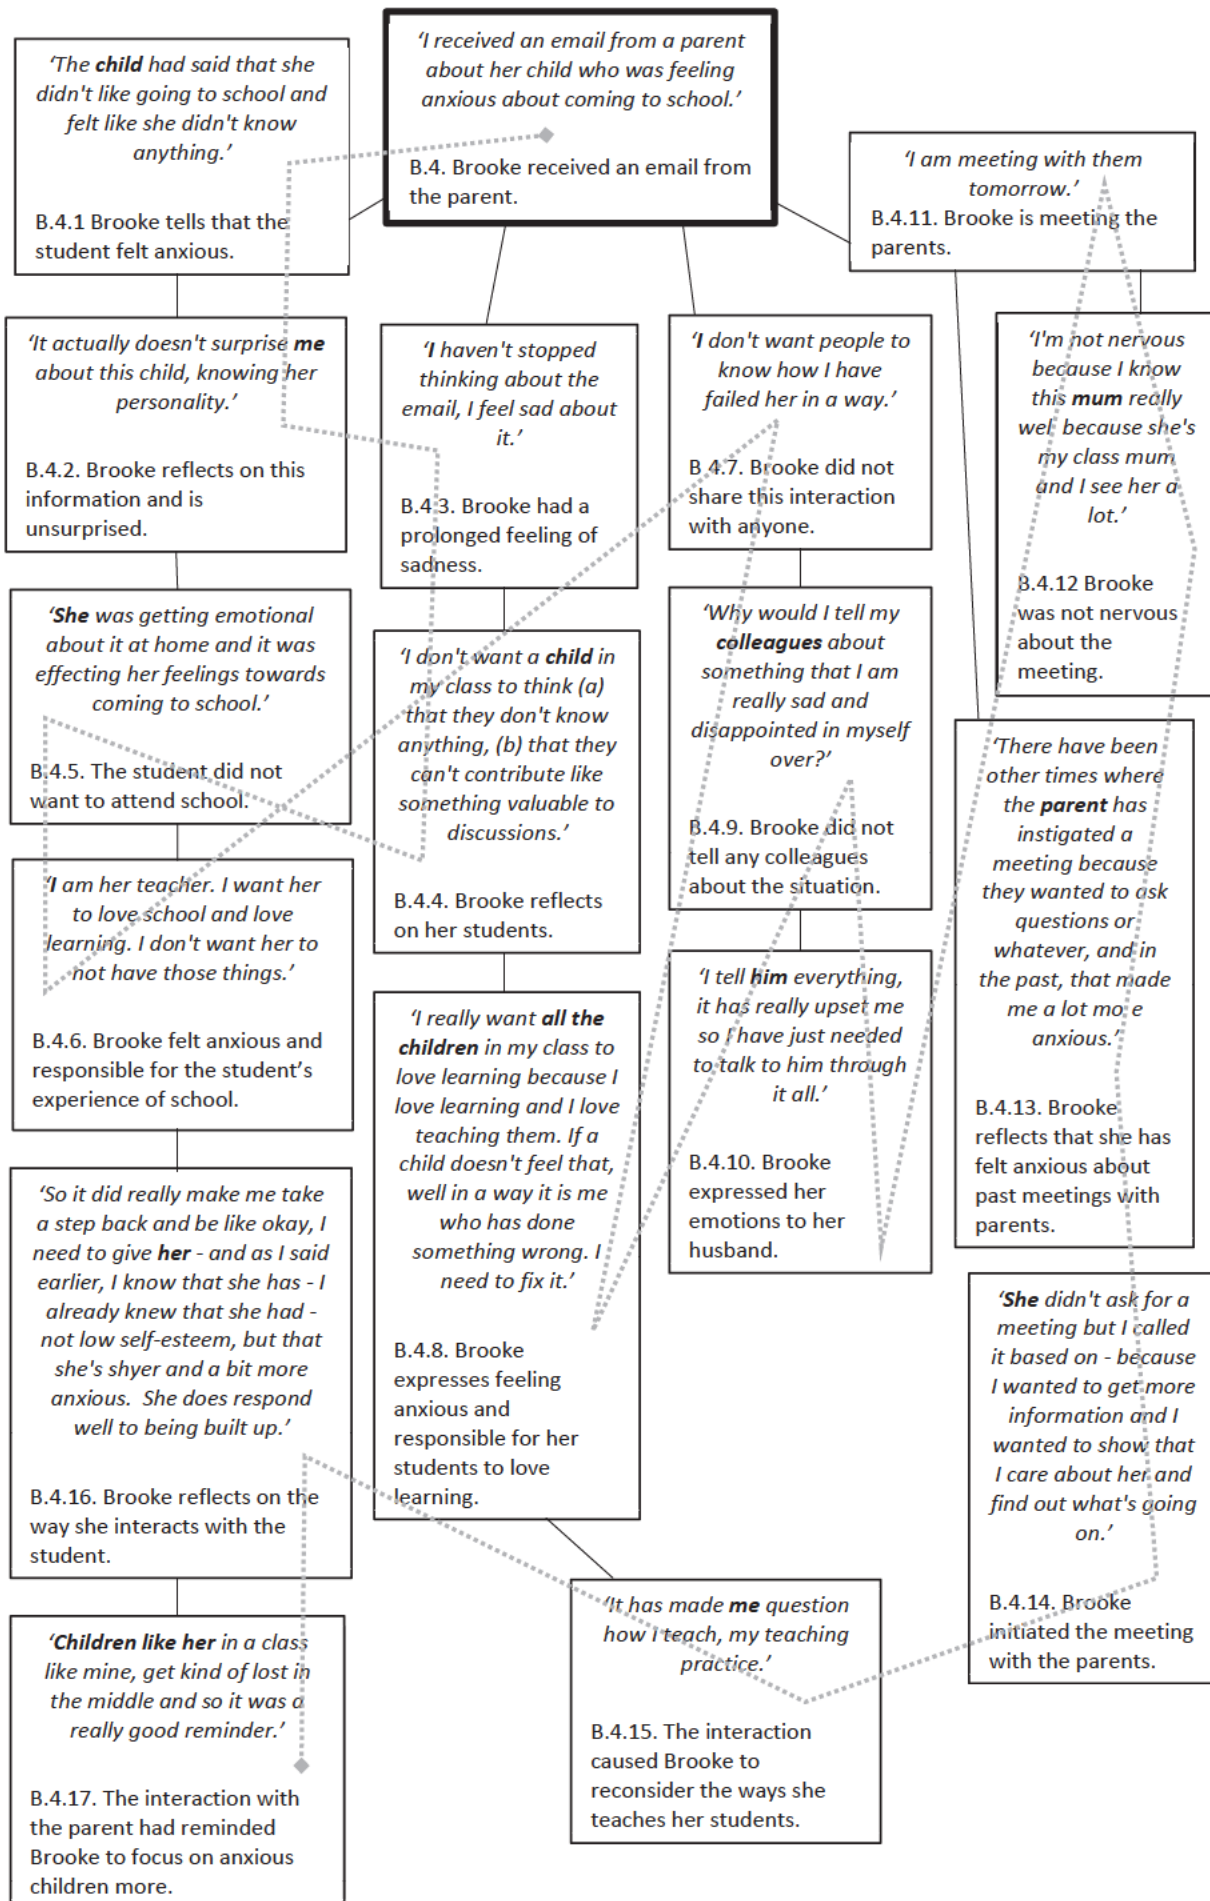 ‘I received an email from a parent
about her child who was feeling
anxious about coming to school.’
B.4. Brooke received an email from
the parent.
‘The child had said that she
didn't like going to school and
felt like she didn't know
anything.’
B.4.1 Brooke tells that the
student felt anxious.
‘It actually doesn't surprise me
about this child, knowing her
personality.’
B.4.2. Brooke reflects on this
information and is
unsurprised.
‘I haven't stopped
thinking about the
email, I feel sad about
it.’
B.4.3. Brooke had a
prolonged feeling of
sadness.
‘I don't want a child in
my class to think (a)
that they don't know
anything, (b) that they
can't contribute like
something valuable to
discussions.’
B.4.4. Brooke reflects
on her students.
‘She was getting emotional
about it at home and it was
effecting her feelings towards
coming to school.’
B.4.5. The student did not
want to attend school.
‘I am her teacher. I want her
to love school and love
learning. I don't want her to
not have those things.’
B.4.6. Brooke felt anxious and
responsible for the student’s
experience of school.
‘I don't want people to
know how I have
failed her in a way.’
B.4.7. Brooke did not
share this interaction
with anyone.
‘I really want all the
children in my class to
love learning because I
love learning and I love
teaching them. If a
child doesn't feel that,
well in a way it is me
who has done
something wrong. I
need to fix it.’
B.4.8. Brooke
expresses feeling
anxious and
responsible for her
students to love
learning.
‘Why would I tell my
colleagues about
something that I am
really sad and
disappointed in myself
over?’
B.4.9. Brooke did not
tell any colleagues
about the situation.
‘I tell him everything,
it has really upset me
so I have just needed
to talk to him through
it all.’
B.4.10. Brooke
expressed her
emotions to her
husband.
‘I am meeting with them
tomorrow.’
B.4.11. Brooke is meeting the
parents.
‘I'm not nervous
because I know
this mum really
well because she's
my class mum
and I see her a
lot.’
B.4.12 Brooke
was not nervous
about the
meeting.
‘There have been
other times where
the parent has
instigated a
meeting because
they wanted to ask
questions or
whatever, and in
the past, that made
me a lot more
anxious.’
B.4.13. Brooke
reflects that she has
felt anxious about
past meetings with
parents.
‘She didn't ask for a
meeting but I called
it based on - because
I wanted to get more
information and I
wanted to show that
I care about her and
find out what's going
on.’
B.4.14. Brooke
initiated the meeting
with the parents.
‘It has made me question
how I teach, my teaching
practice.’
B.4.15. The interaction
caused Brooke to
reconsider the ways she
teaches her students.
‘So it did really make me take
a step back and be like okay, I
need to give her - and as I said
earlier, I know that she has - I
already knew that she had -
not low self-esteem, but that
she's shyer and a bit more
anxious. She does respond
well to being built up.’
B.4.16. Brooke reflects on the
way she interacts with the
student.
‘Children like her in a class
like mine, get kind of lost in
the middle and so it was a
really good reminder.’
B.4.17. The interaction with
the parent had reminded
Brooke to focus on anxious
children more.